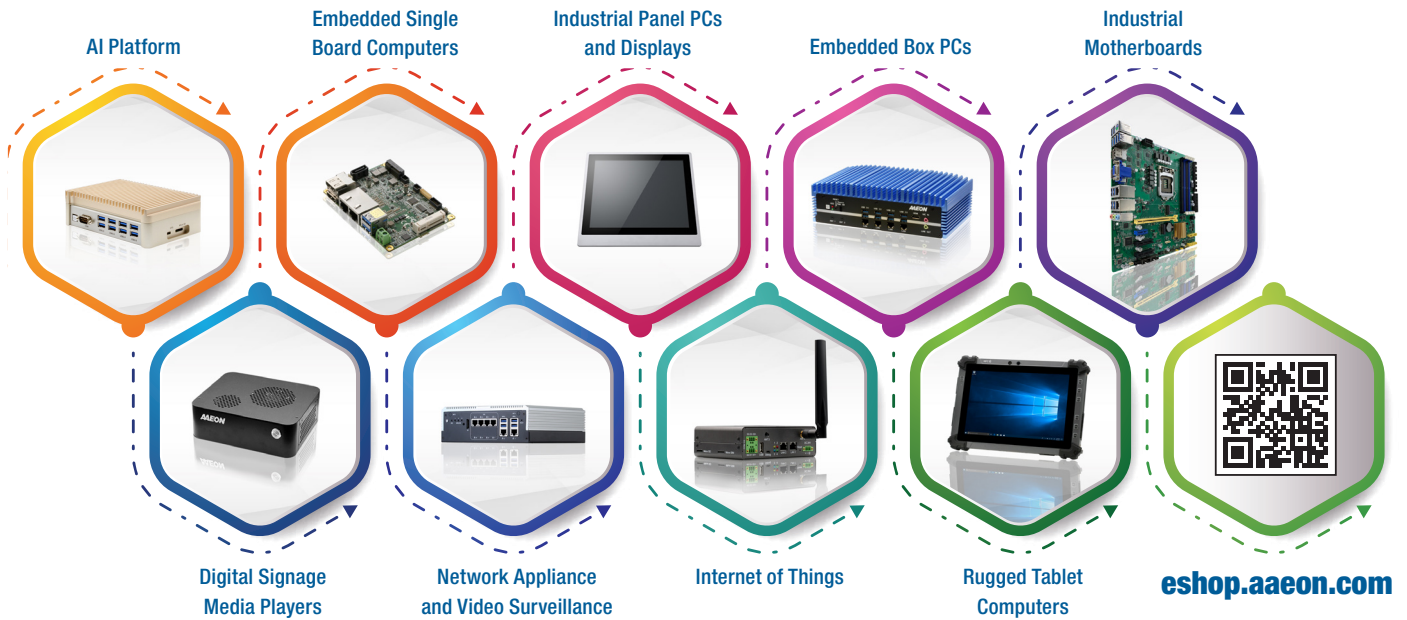 AI Platform
Embedded Single
Board Computers
Industrial Panel PCs
and Displays
Embedded Box PCs
Industrial
Motherboards
AAEON
AAEON
Digital Signage
Media Players
Network Appliance
and Video Surveillance
Internet of Things
Rugged Tablet
Computers
eshop.aaeon.com